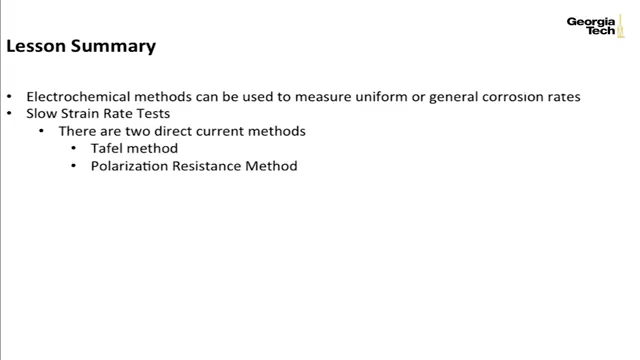 Georgia
Tech
Lesson Summary
• Electrochemical methods can be used to measure uniform or general corrosion rates
• Slow Strain Rate Tests
• There are two direct current methods
• Tafel method
• Polarization Resistance Method